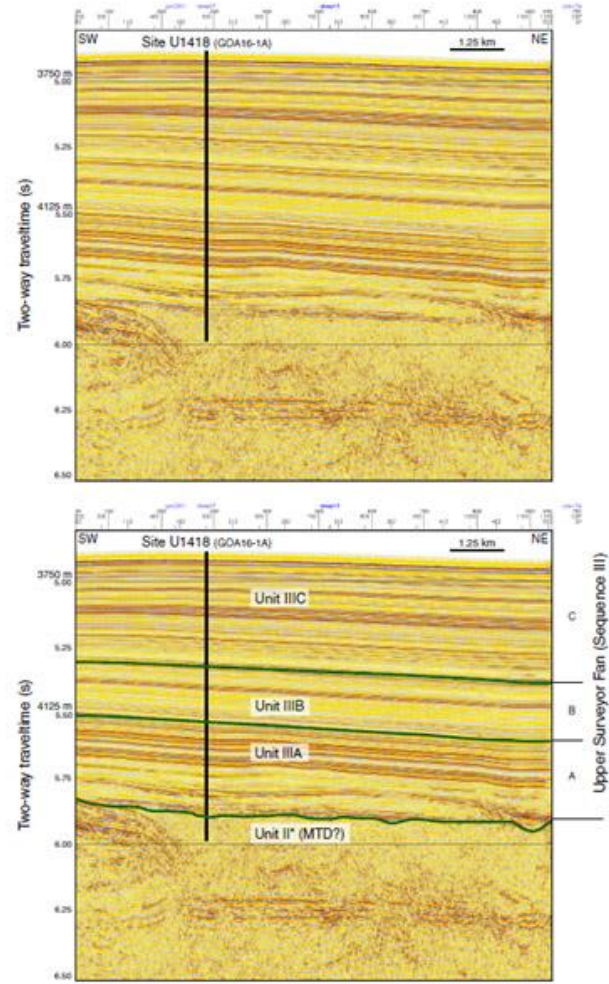 SW
Site U1418 (GOA16-1A)
1.25 km
NE
3750 m
5.00
5.25
4125 m
5.50
5.75
6.00
6.25
6.50
Two-way traveltime (s)
SW
Site U1418 (GOA16-1A)
1.25 km
NE
3750 m
5.00
Unit IIIC
C
5.25
Unit IIIB
B
4125 m
5.50
Unit IIIA
A
5.75
Unit II* (MTD?)
6.00
6.25
6.50
Two-way traveltime (s)
Upper Surveyor Fan (Sequence III)